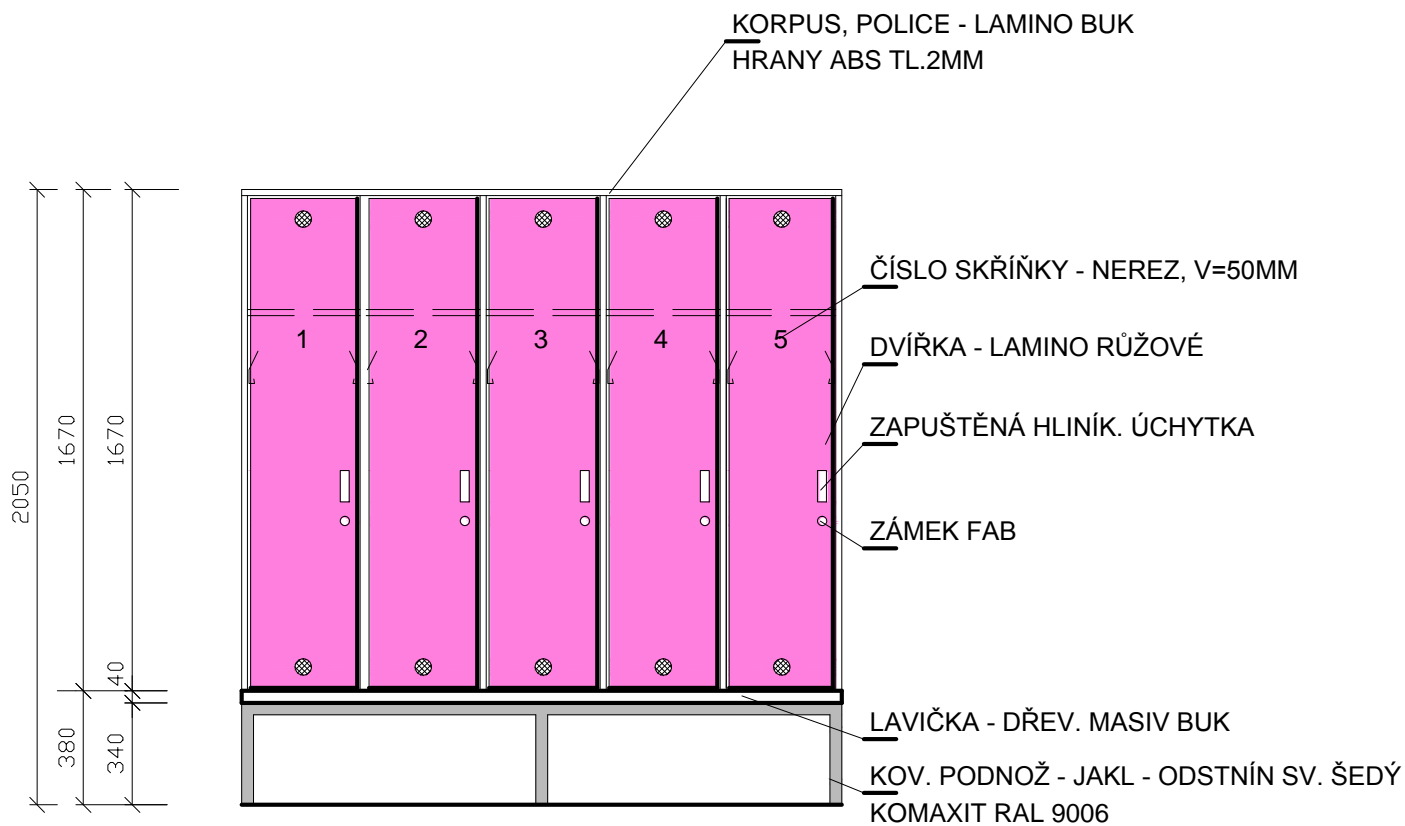 KORPUS, POLICE - LAMINO BUK
HRANY ABS TL.2MM
ČÍSLO SKŘÍŇKY - NEREZ, V=50MM
1 2 3 4 5
DVÍŘKA - LAMINO RŮŽOVÉ
ZAPUŠTĚNÁ HLINÍK. ÚCHYTKA
1670
1670
2050
ZÁMEK FAB
40
LAVIČKA - DŘEV. MASIV BUK
380
340
KOV. PODNOŽ - JAKL - ODSTNÍN SV. ŠEDÝ
KOMAXIT RAL 9006